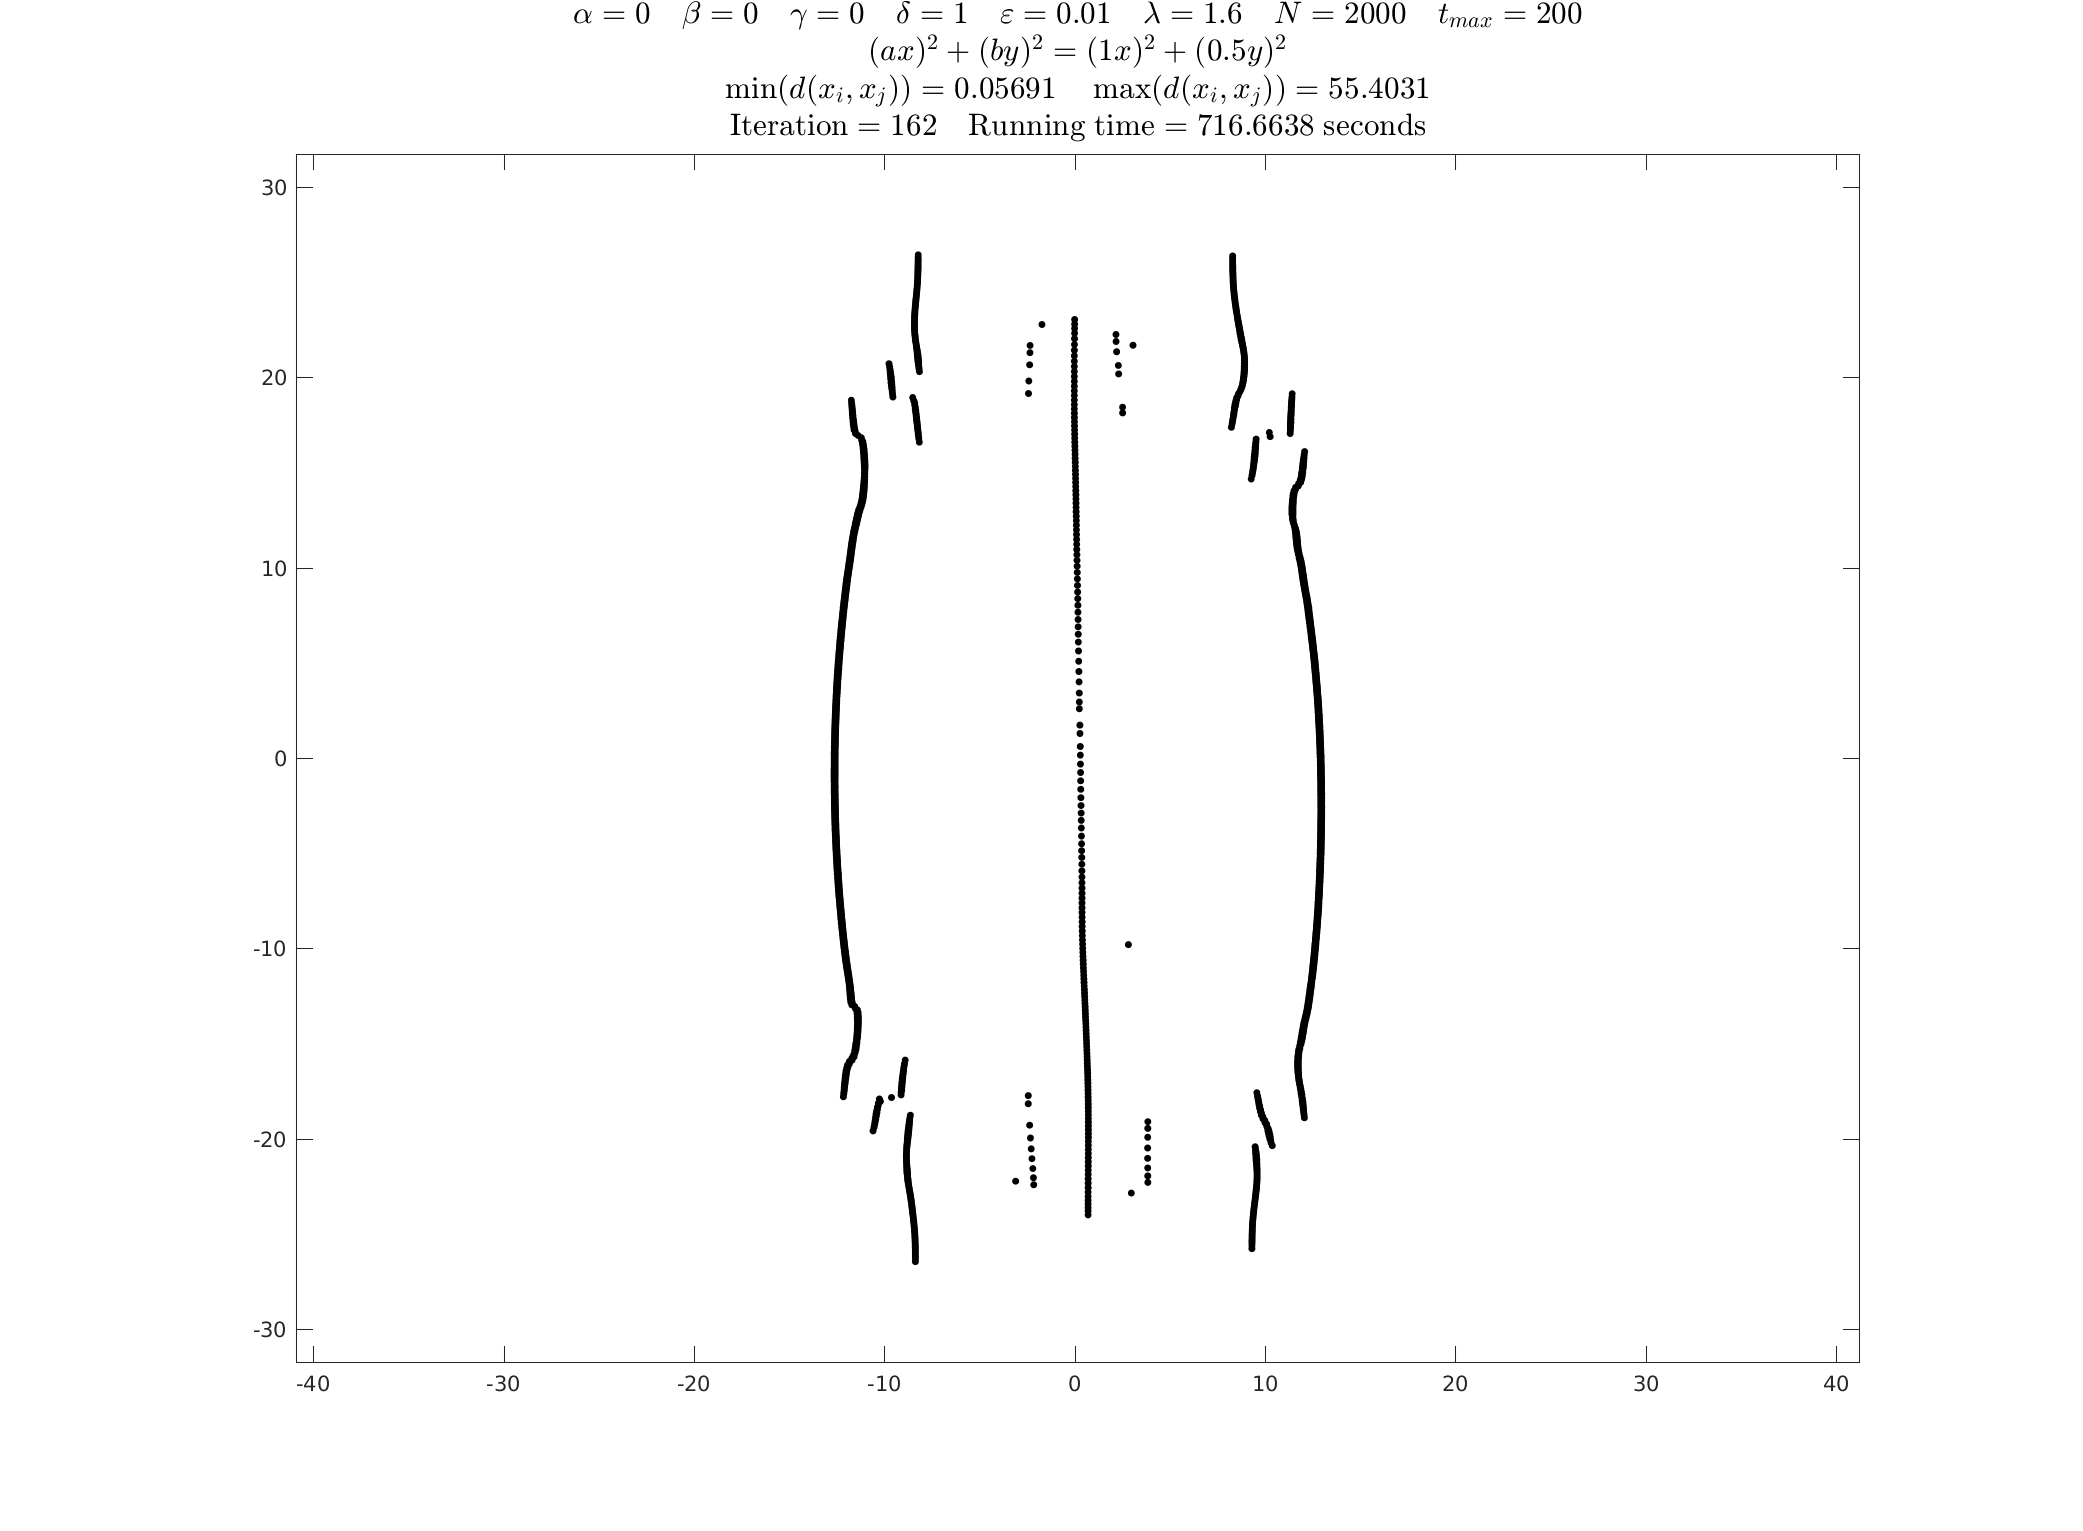 α = 0 β = 0 γ = 0 δ = 1 ε = 0.01 λ = 1.6 N = 2000 t_{max} = 200
(ax)² + (by)² = (1x)² + (0.5y)²
min(d(x_i, x_j)) = 0.05691 max(d(x_i, x_j)) = 55.4031
Iteration = 162 Running time = 716.6638 seconds
30
20
10
0
-10
-20
-30
-40 -30 -20 -10 0 10 20 30 40